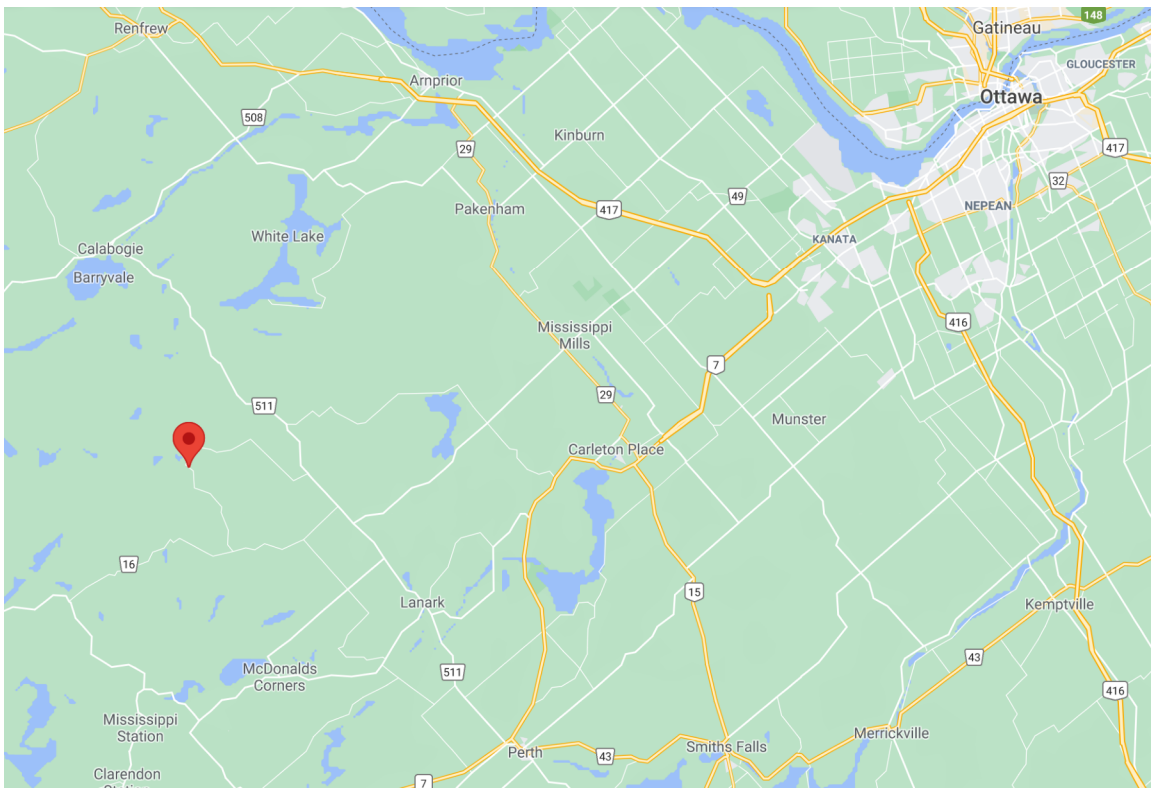 148
Renfrew
Gatineau
GLOUCESTER
Arnprior
Ottawa
508
Kinburn
29
417
32
49
Pakenham
417
NEPEAN
White Lake
KANATA
Calabogie
Barryvale
416
Mississippi
Mills
7
29
511
Munster
Carleton Place
16
15
Lanark
Kemptville
43
McDonalds
Corners
511
416
Mississippi
Station
Merrickville
Perth
43
Smiths Falls
Clarendon
7